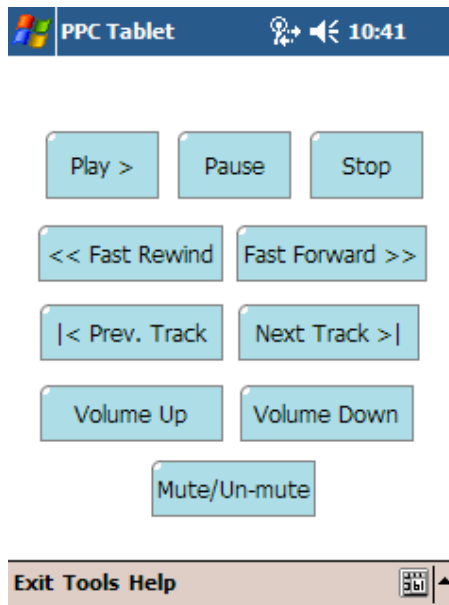 PPC Tablet 10:41
Play > Pause Stop
<< Fast Rewind Fast Forward >>
|< Prev. Track Next Track >|
Volume Up Volume Down
Mute/Un-mute
Exit Tools Help